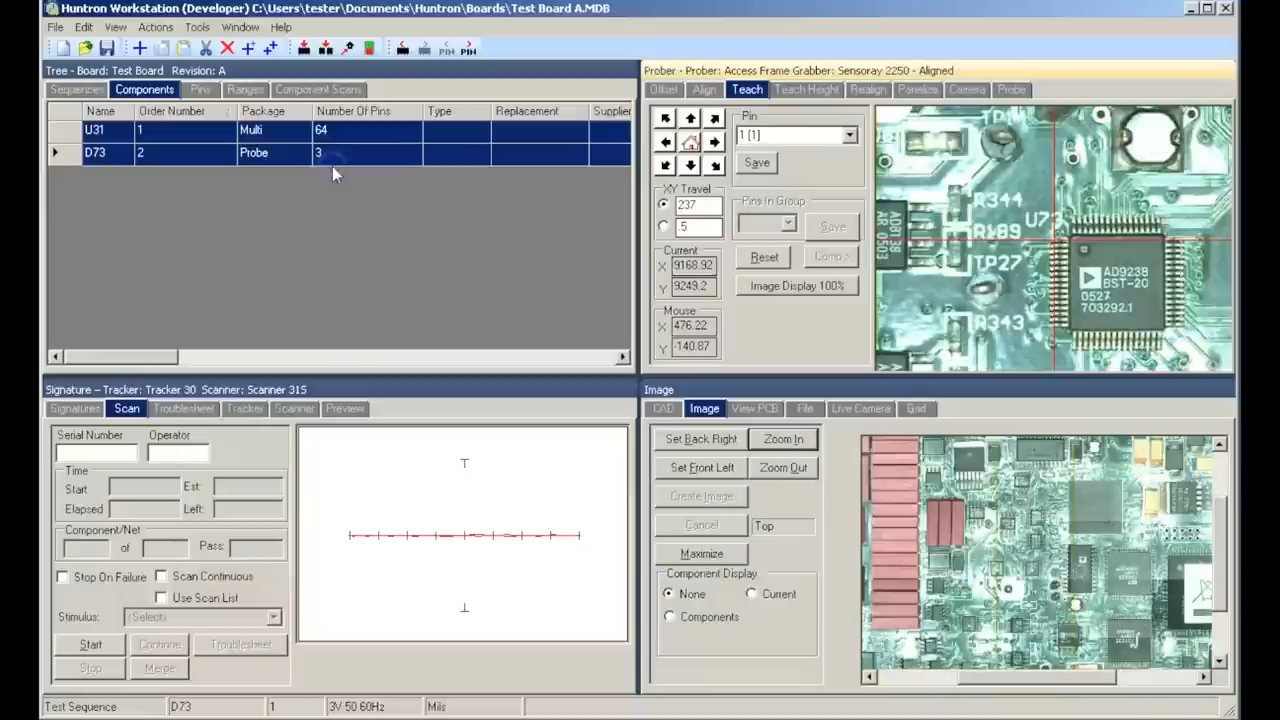 Huntron Workstation (Developer) C:\Users\tester\Documents\Huntron\Boards\Test Board A.MDB
File Edit View Actions Tools Window Help
PIN PIN
Tree - Board: Test Board Revision: A
Sequences Components Pins Ranges Component Scans
Name Order Number Package Number Of Pins Type Replacement Supplier
U31 1 Multi 64
D73 2 Probe 3
Prober - Prober: Access Frame Grabber: Sensoray 2250 - Aligned
Offset Align Teach Teach Height Realign Panelize Camera Probe
Pin
1 [1]
Save
XY Travel
237
.5
Pins In Group
Save
Current
X 9168.92
Y 9249.2
Reset Comp >
Image Display 100%
Mouse
X 476.22
Y -140.87
R344
R189
TP27
R343
AD8138
AR 0503
AD9238
BST-20
0527
703292.1
Signature - Tracker: Tracker 30 Scanner: Scanner 31S
Signatures Scan Troubleshoot Tracker Scanner Preview
Serial Number Operator
Time
Start Est:
Elapsed Left:
Component/Net
of Pass:
Stop On Failure Scan Continuous
Use Scan List
Stimulus: (Select)
Start Continue Troubleshoot
Stop Merge
Image
CAD Image View PCB File Live Camera Grid
Set Back Right Zoom In
Set Front Left Zoom Out
Create Image
Cancel Top
Maximize
Component Display
None Current
Components
Test Sequence D73 1 3V 50 60Hz Mils